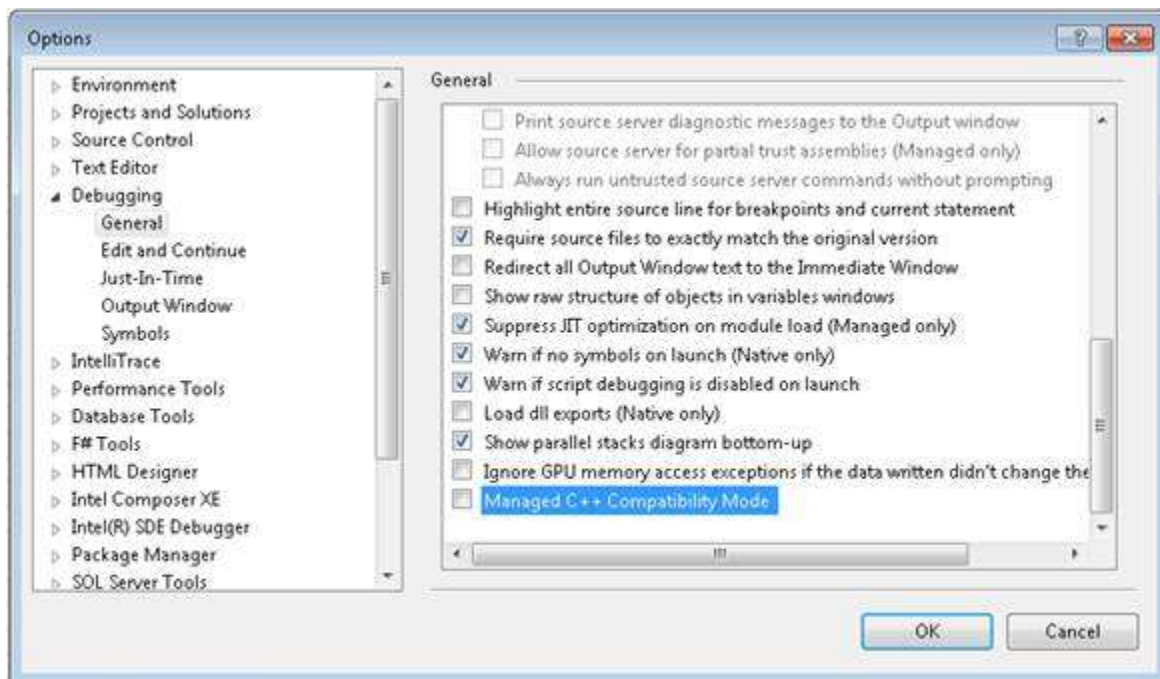 Options
Environment
Projects and Solutions
Source Control
Text Editor
Debugging
General
Edit and Continue
Just-In-Time
Output Window
Symbols
IntelliTrace
Performance Tools
Database Tools
F# Tools
HTML Designer
Intel Composer XE
Intel(R) SDE Debugger
Package Manager
SQL Server Tools
General
Print source server diagnostic messages to the Output window
Allow source server for partial trust assemblies (Managed only)
Always run untrusted source server commands without prompting
Highlight entire source line for breakpoints and current statement
Require source files to exactly match the original version
Redirect all Output Window text to the Immediate Window
Show raw structure of objects in variables windows
Suppress JIT optimization on module load (Managed only)
Warn if no symbols on launch (Native only)
Warn if script debugging is disabled on launch
Load dll exports (Native only)
Show parallel stacks diagram bottom-up
Ignore GPU memory access exceptions if the data written didn't change the
Managed C++ Compatibility Mode
OK
Cancel